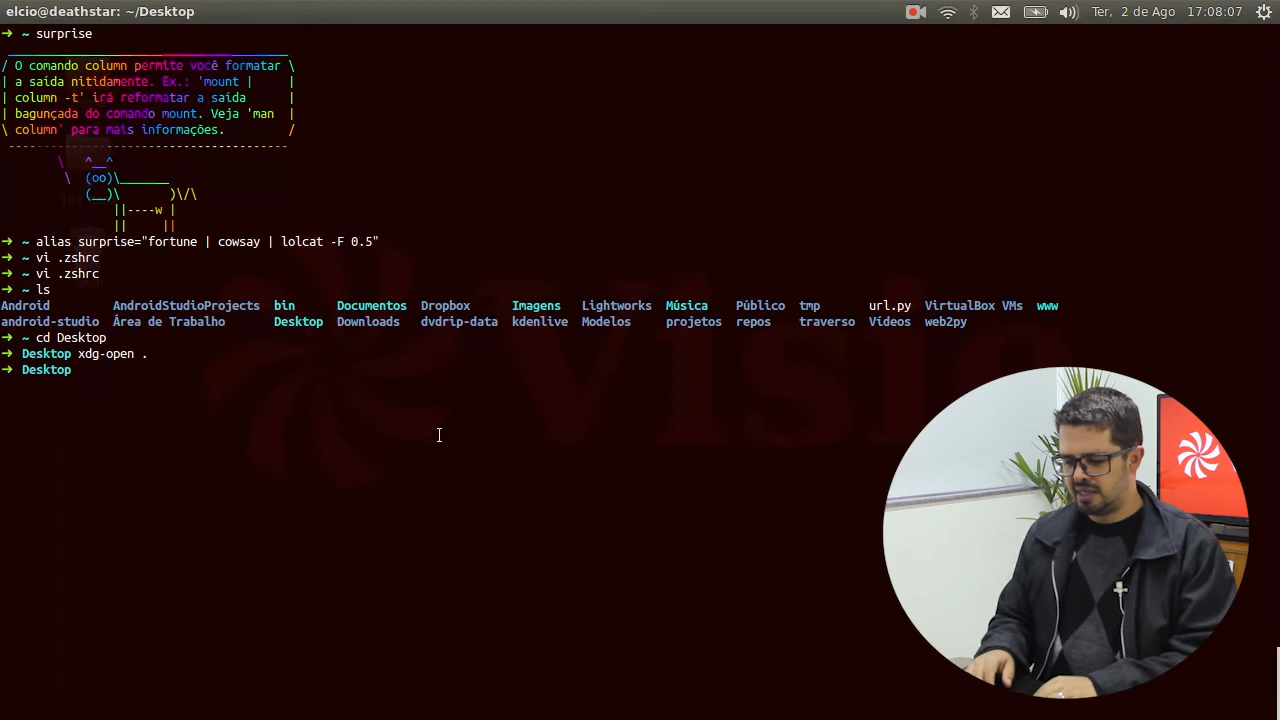 elcio@deathstar: ~/Desktop
Ter, 2 de Ago 17:08:07
➜ ~ surprise
/ O comando column permite você formatar \
| a saída nitidamente. Ex.: 'mount | |
| column -t' irá reformatar a saída |
| bagunçada do comando mount. Veja 'man |
\ column' para mais informações. /
----------------------------------------
\ ^__^
\ (oo)\_______
(__)\ )\/\
||----w |
|| ||
➜ ~ alias surprise="fortune | cowsay | lolcat -F 0.5"
➜ ~ vi .zshrc
➜ ~ vi .zshrc
➜ ~ ls
Android AndroidStudioProjects bin Documentos Dropbox Imagens Lightworks Música Público tmp url.py VirtualBox VMs www
android-studio Área de Trabalho Desktop Downloads dvdrip-data kdenlive Modelos projetos repos traverso Vídeos web2py
➜ ~ cd Desktop
➜ Desktop xdg-open .
➜ Desktop
Visie